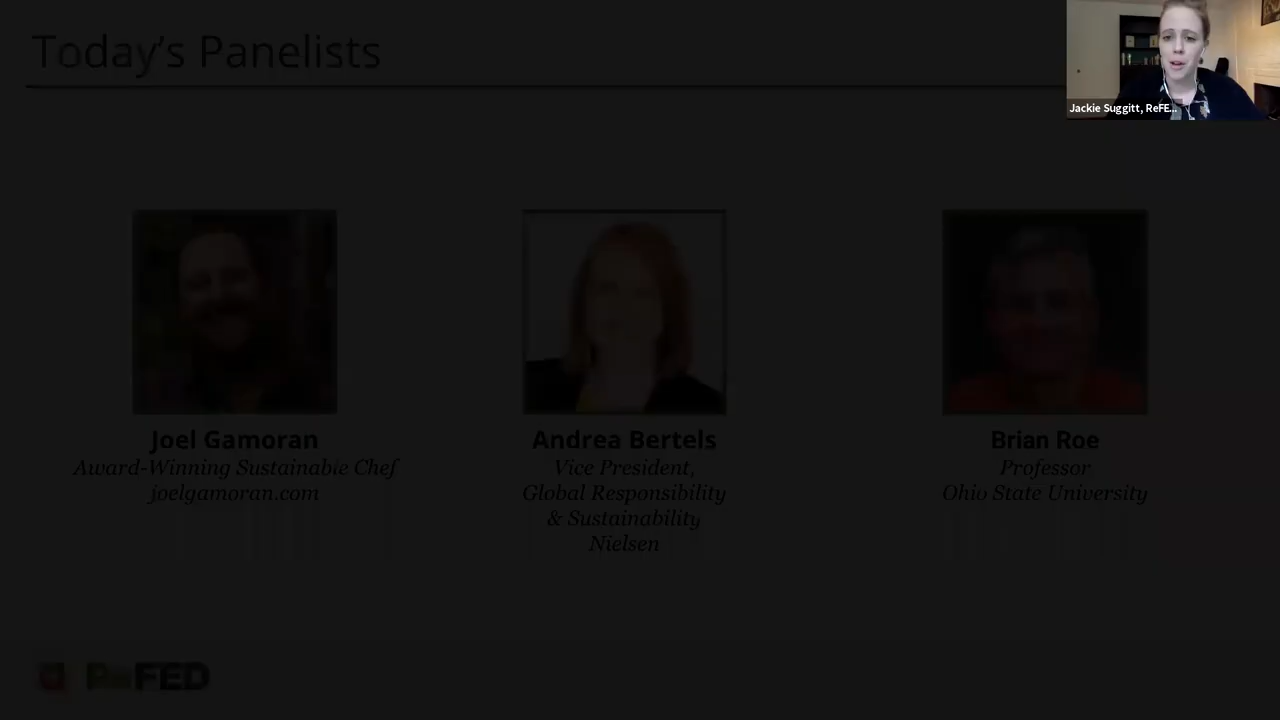 Today's Panelists
Jackie Suggitt, ReFE...
Joel Gamoran
Award-Winning Sustainable Chef
joelgamoran.com
Andrea Bertels
Vice President,
Global Responsibility
& Sustainability
Nielsen
Brian Roe
Professor
Ohio State University
ReFED